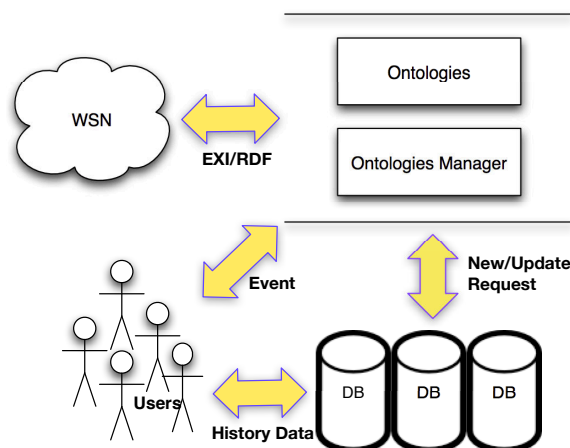 Ontologies
WSN
Ontologies Manager
EXI/RDF
Event
New/Update
Request
DB
DB
DB
Users
History Data